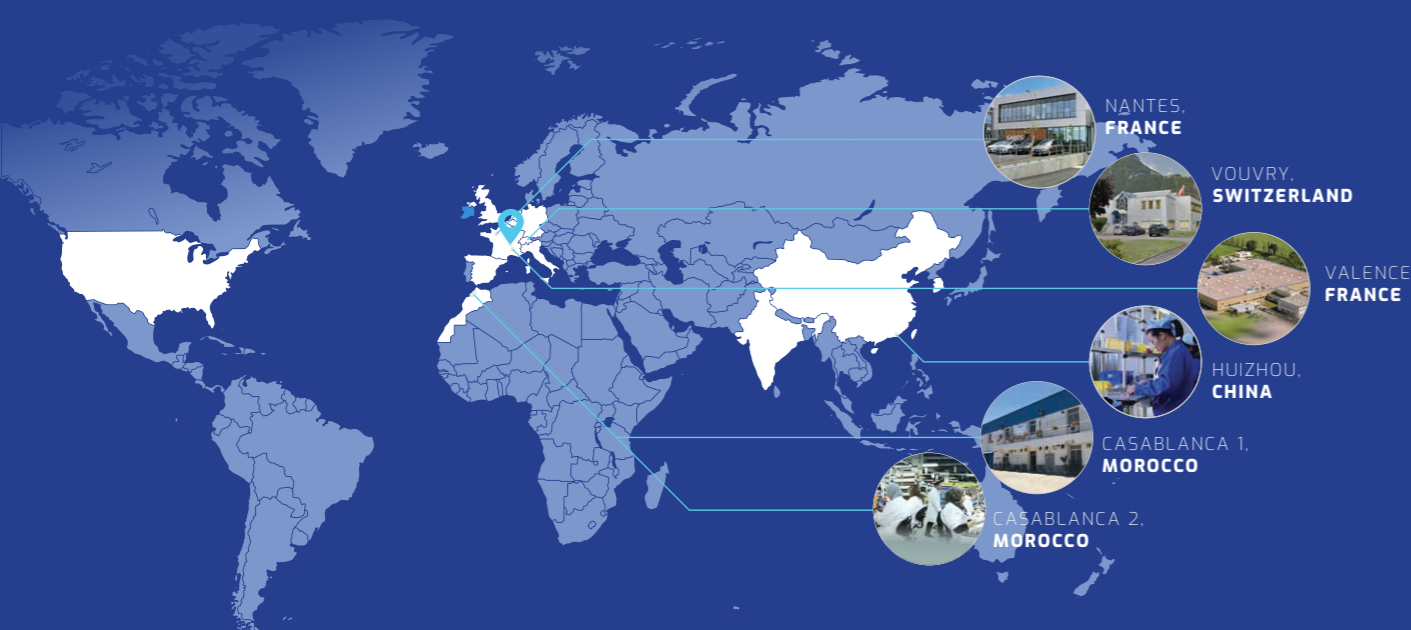 NANTES,
FRANCE
VOUVRY,
SWITZERLAND
VALENCE
FRANCE
HUIZHOU,
CHINA
CASABLANCA 1,
MOROCCO
CASABLANCA 2,
MOROCCO